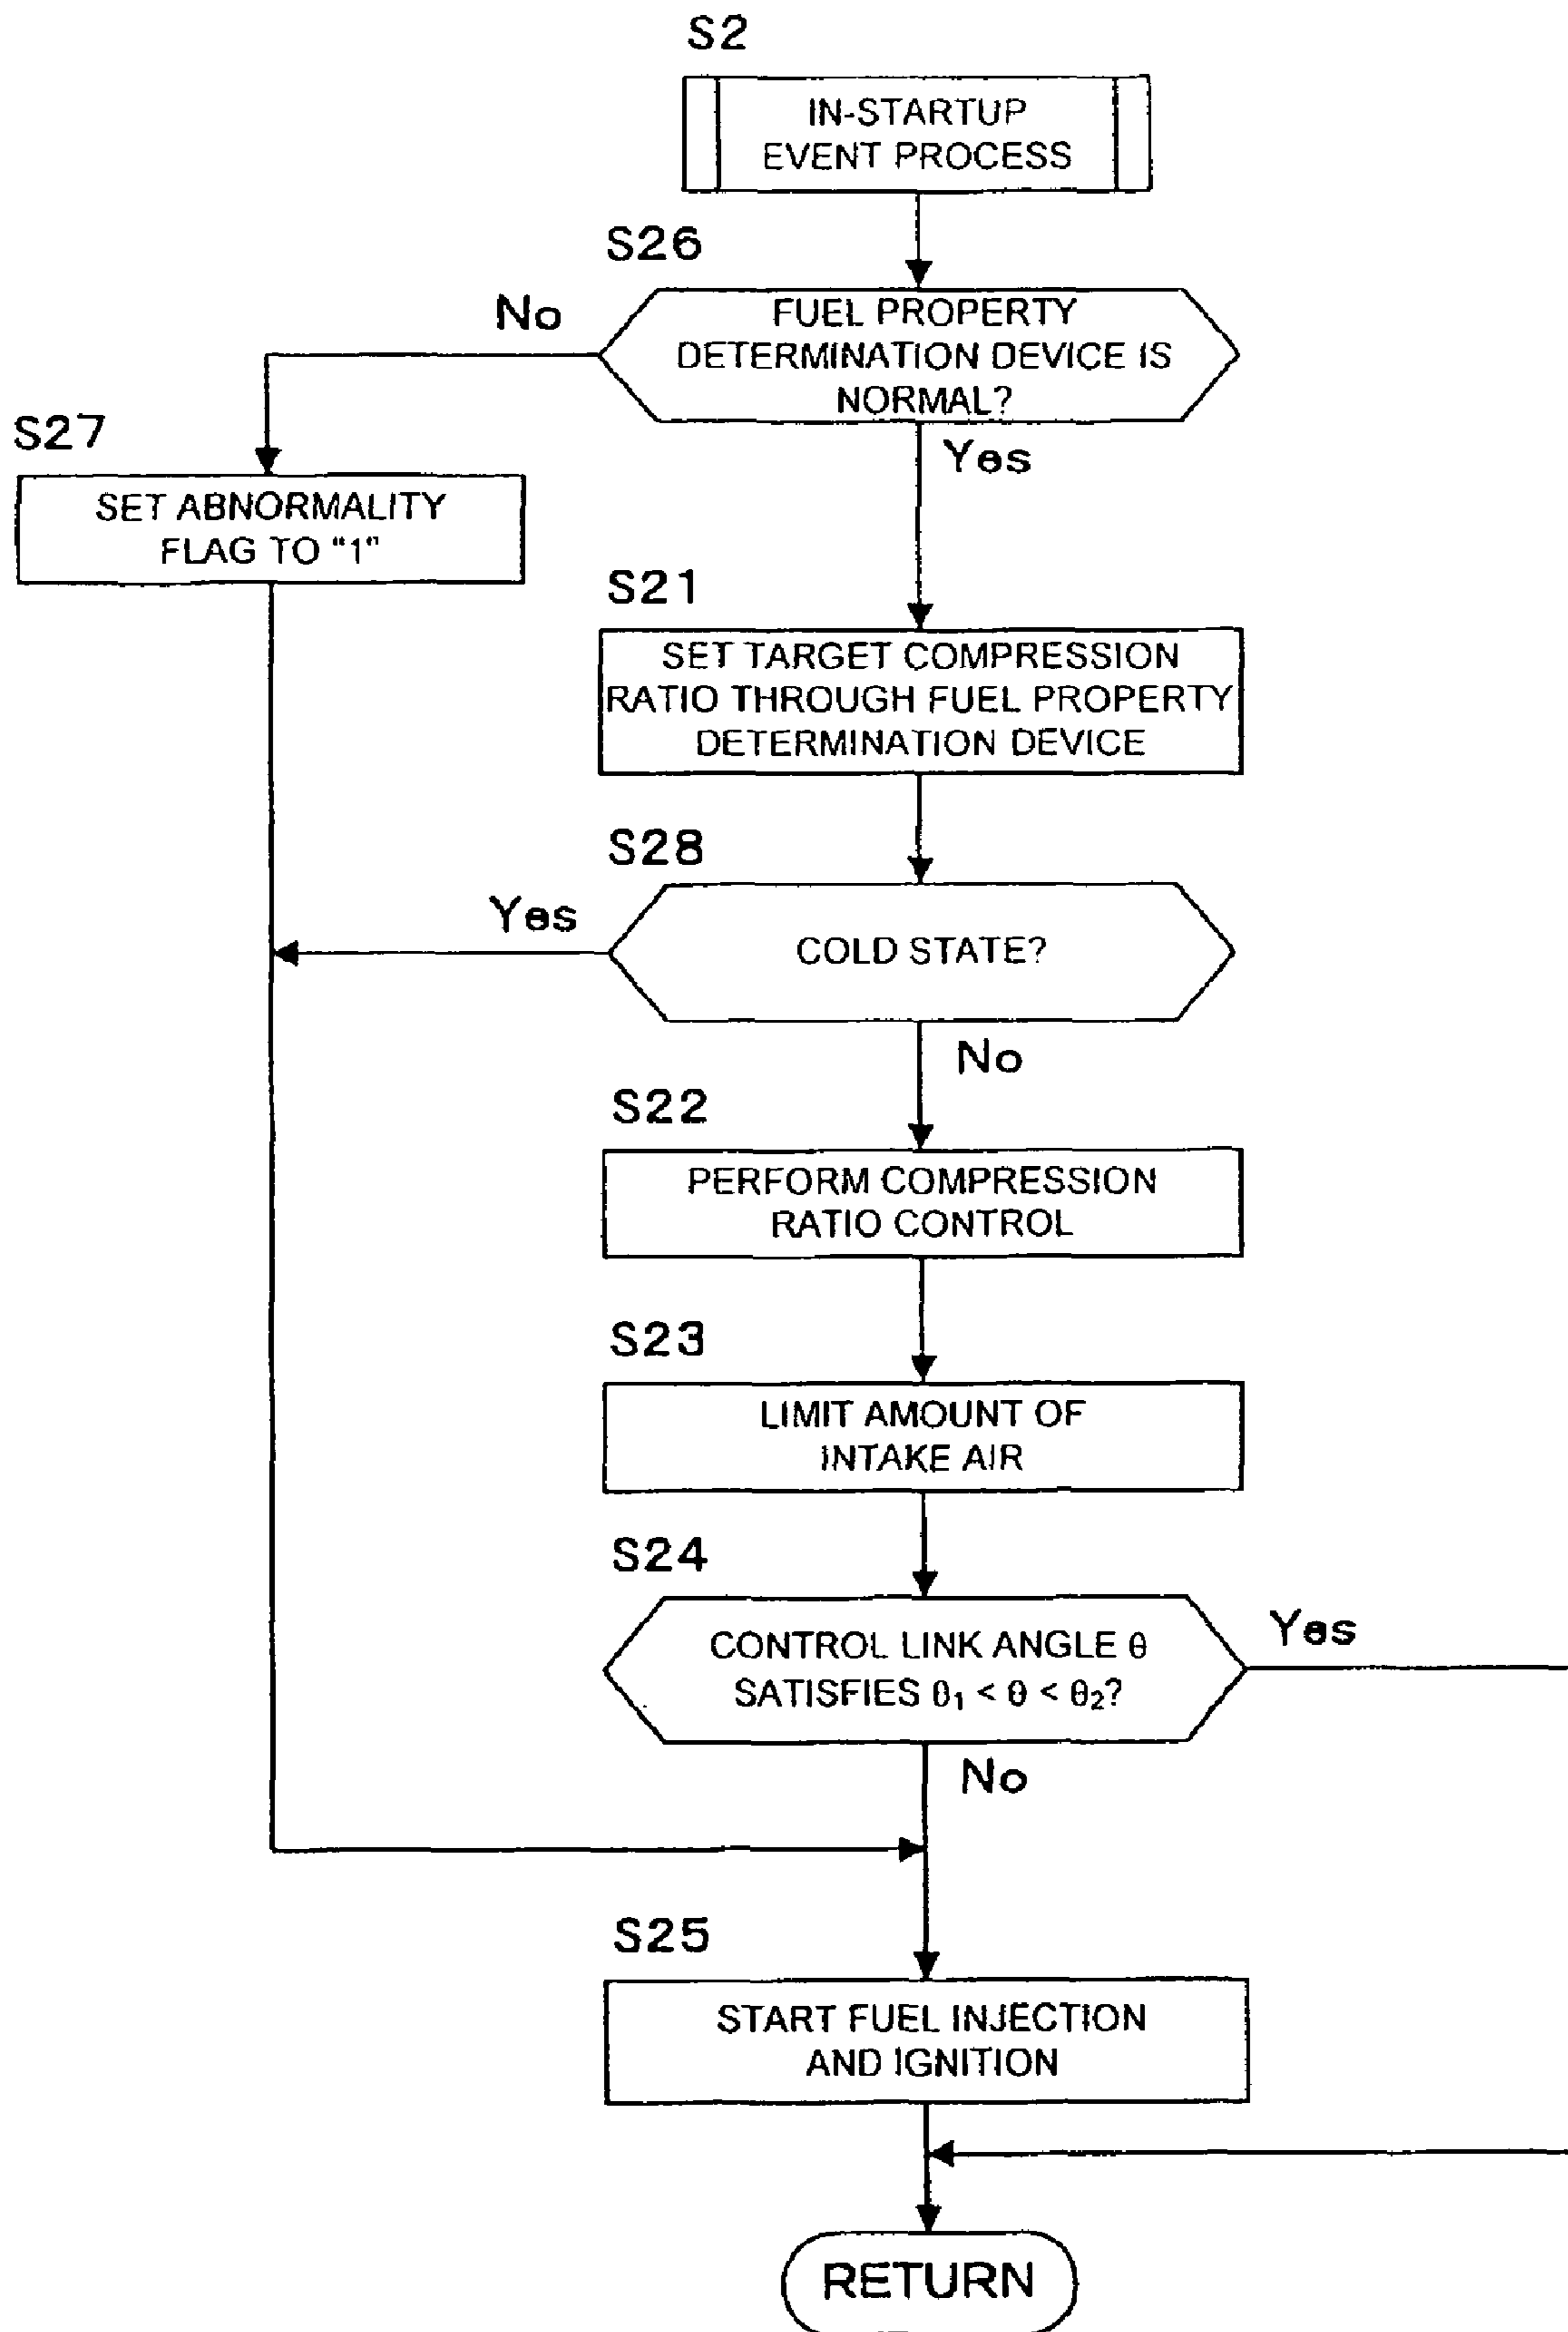 S2
IN-STARTUP
EVENT PROCESS
S26
No
FUEL PROPERTY
DETERMINATION DEVICE IS
NORMAL?
Yes
S27
SET ABNORMALITY
FLAG TO "1"
S21
SET TARGET COMPRESSION
RATIO THROUGH FUEL PROPERTY
DETERMINATION DEVICE
S28
Yes
COLD STATE?
No
S22
PERFORM COMPRESSION
RATIO CONTROL
S23
LIMIT AMOUNT OF
INTAKE AIR
S24
CONTROL LINK ANGLE θ
SATISFIES θ₁ < θ < θ₂?
Yes
No
S25
START FUEL INJECTION
AND IGNITION
RETURN